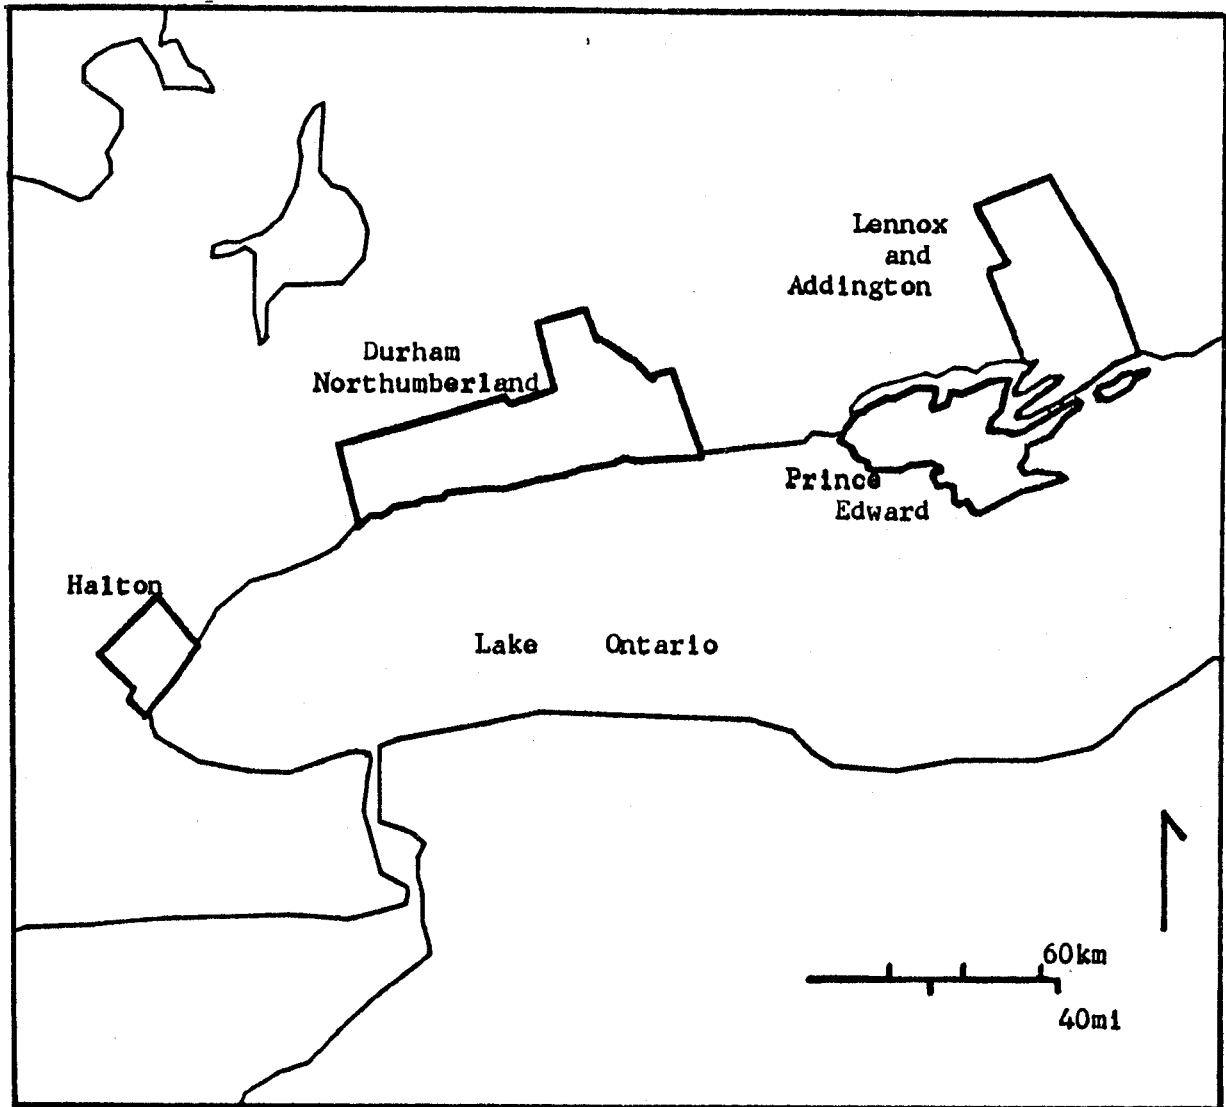 Lennox
and
Addington
Durham
Northumberland
Prince
Edward
Halton
Lake Ontario
60km
40mi